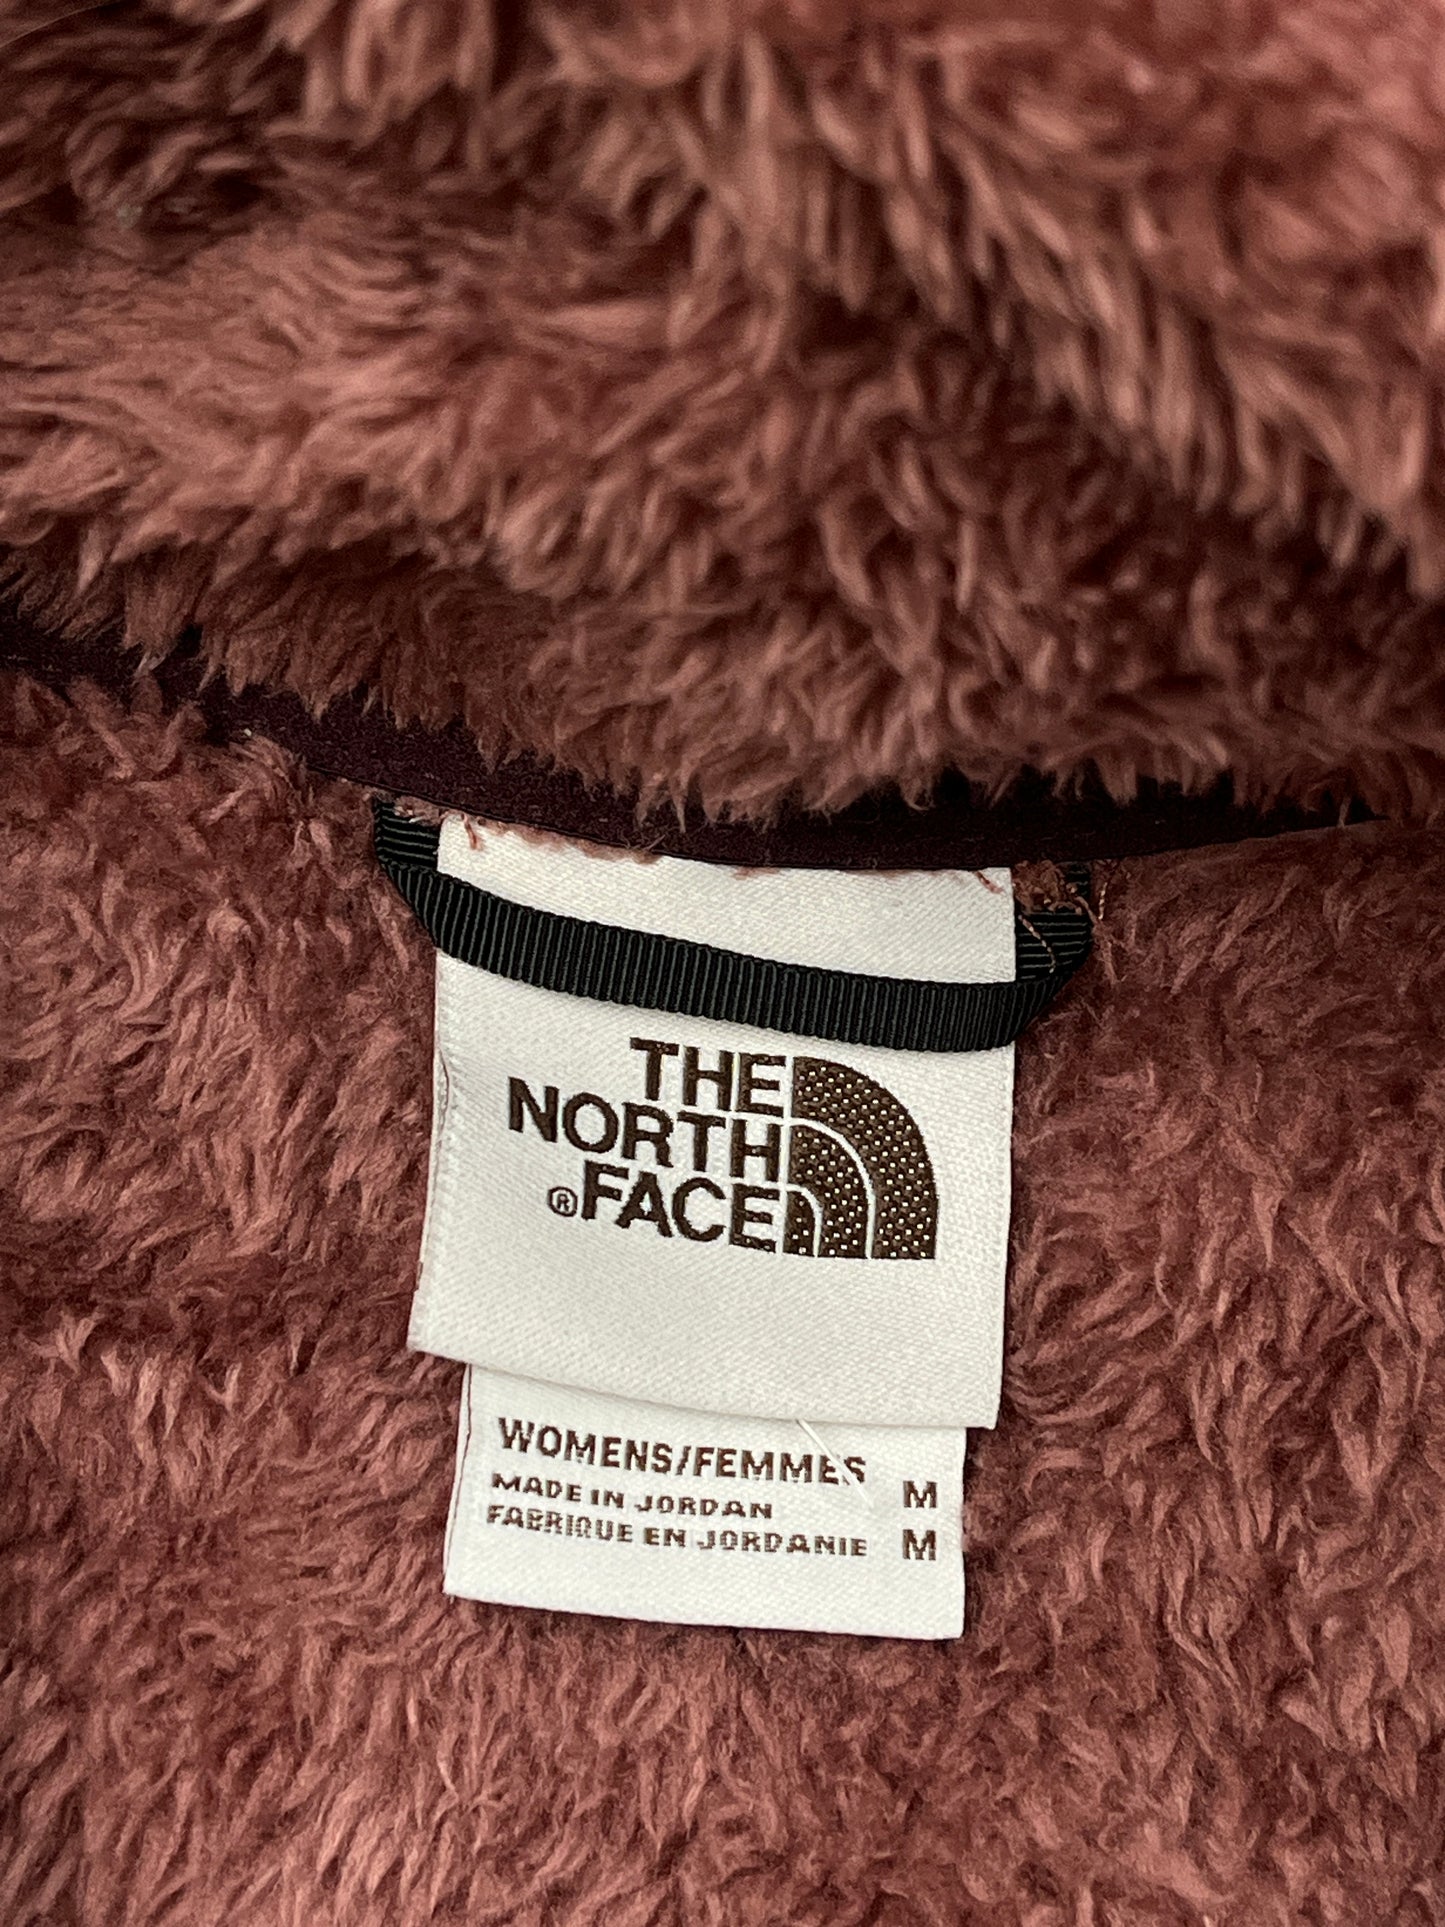 THE
NORTH
®FACE
WOMENS/FEMMES M
MADE IN JORDAN
FABRIQUE EN JORDANIE M